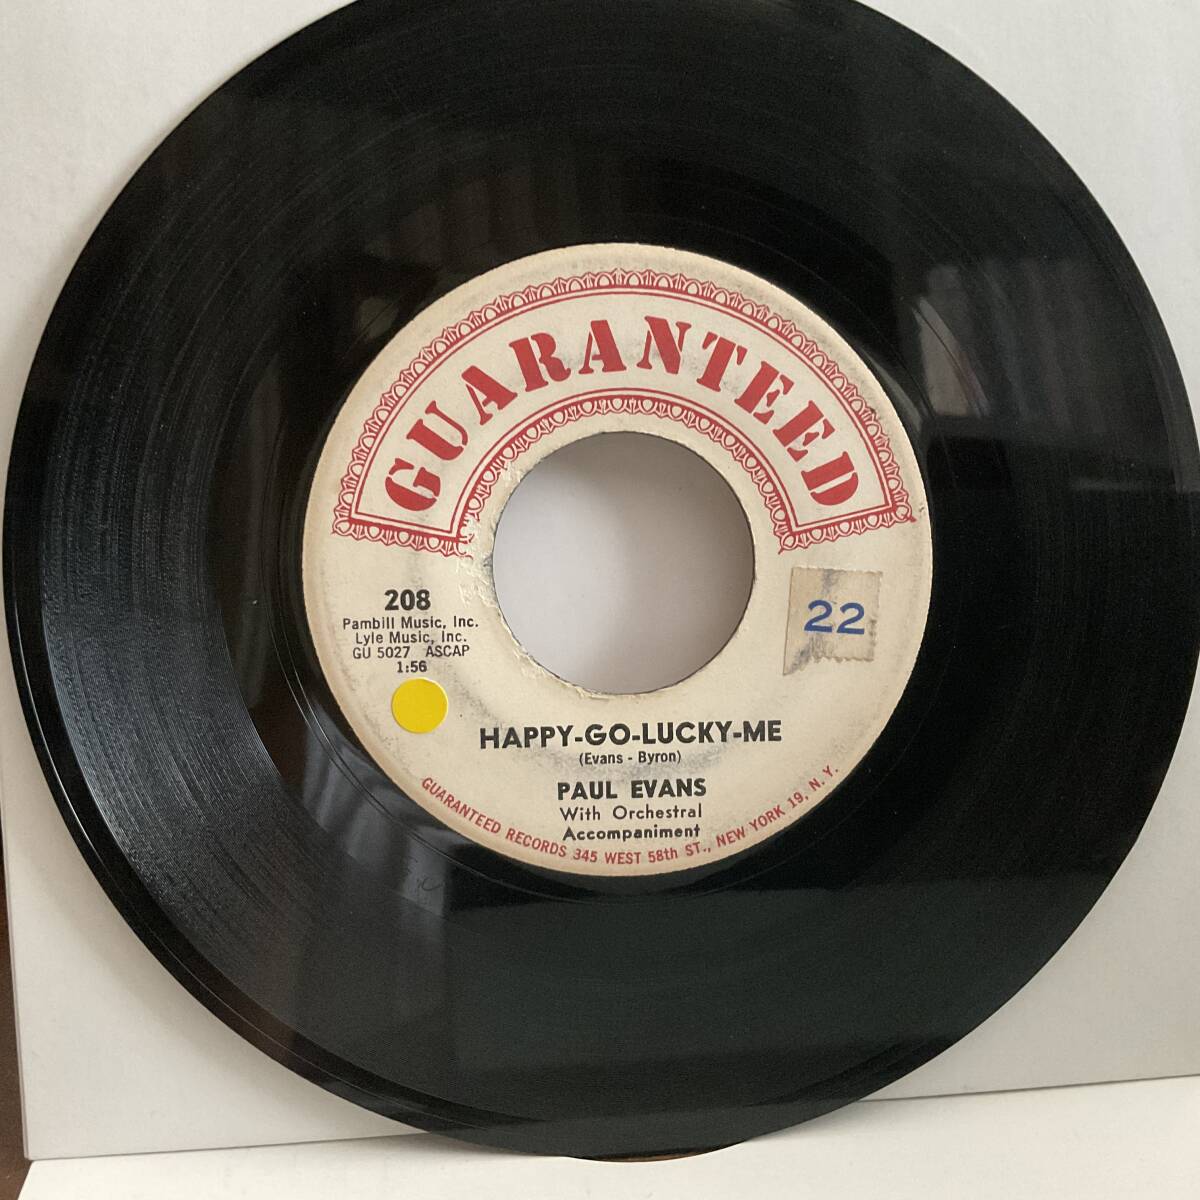 GUARANTEED
208
Pambill Music, Inc.
Lyle Music, Inc.
GU 5027 ASCAP
1:56
22
HAPPY-GO-LUCKY-ME
(Evans - Byron)
PAUL EVANS
With Orchestral
Accompaniment
GUARANTEED RECORDS 345 WEST 58th ST., NEW YORK 19, N. Y.